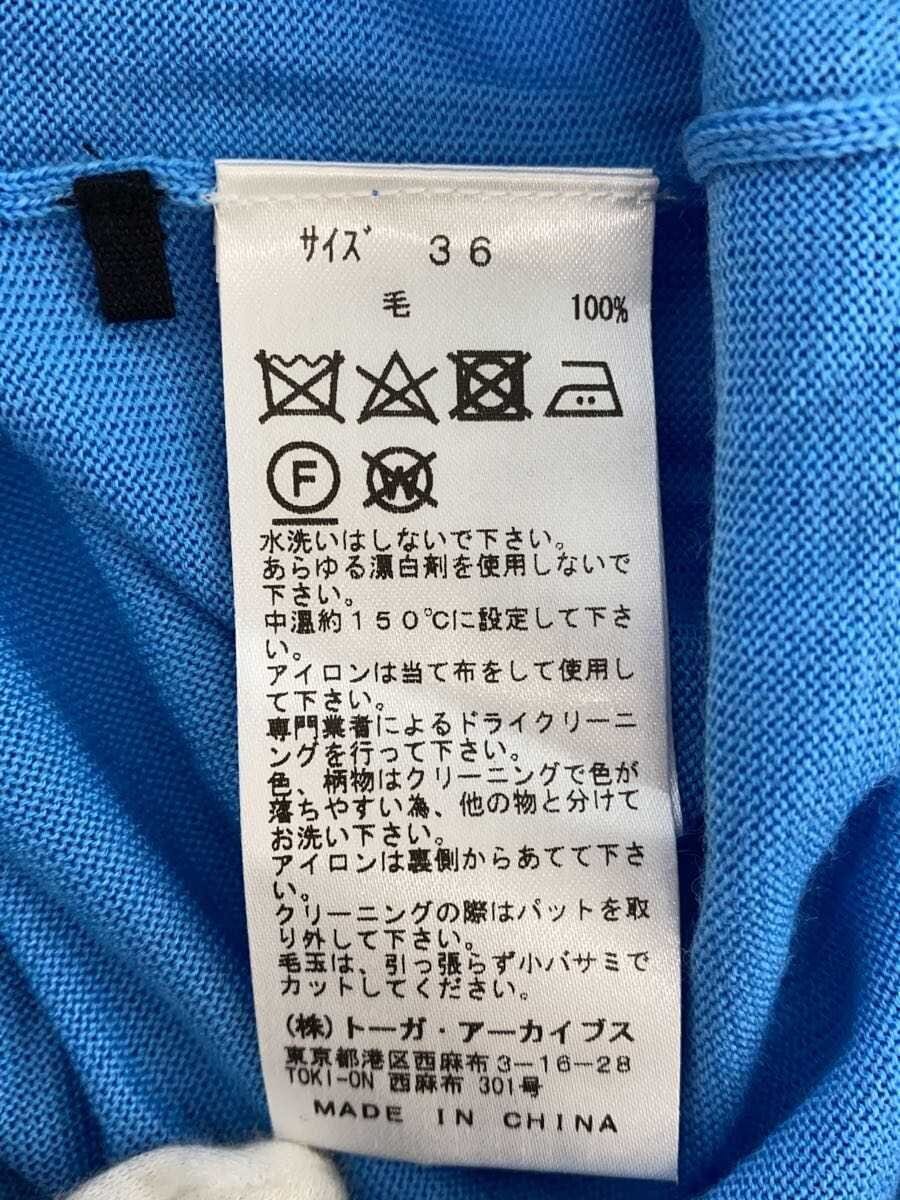 サイズ 36
毛 100%
F W
水洗いはしないで下さい。
あらゆる漂白剤を使用しないで
下さい。
中温約150℃に設定して下さ
い。
アイロンは当て布をして使用し
て下さい。
専門業者によるドライクリーニ
ングを行って下さい。
色、柄物はクリーニングで色が
落ちやすい為、他の物と分けて
お洗い下さい。
アイロンは裏側からあてて下さ
い。
クリーニングの際はパットを取
り外して下さい。
毛玉は、引っ張らず小バサミで
カットしてください。
(株)トーガ・アーカイブス
東京都港区西麻布3-16-28
TOKI-ON 西麻布 301号
MADE IN CHINA